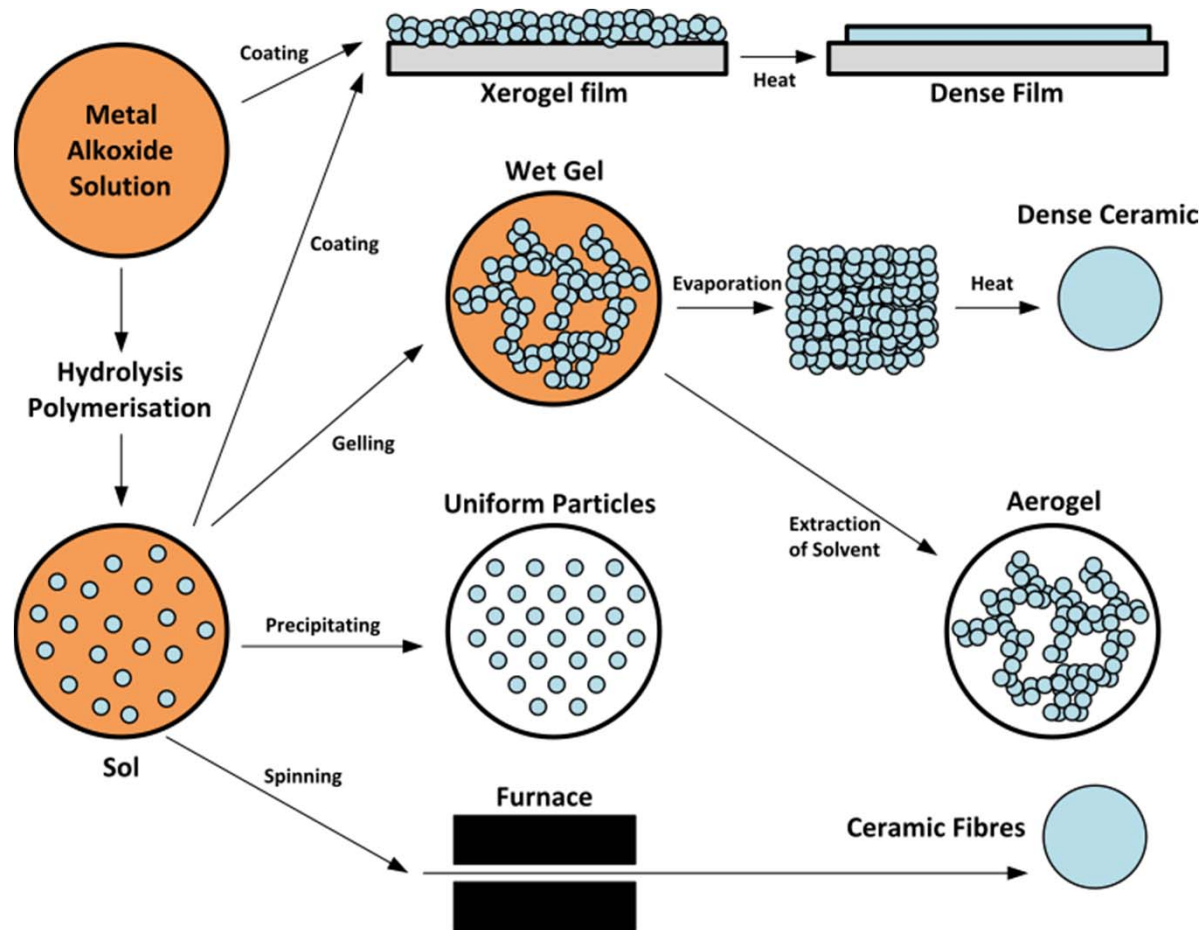 Coating
Heat
Xerogel film
Dense Film
Metal
Alkoxide
Solution
Wet Gel
Dense Ceramic
Coating
Evaporation
Heat
Hydrolysis
Polymerisation
Gelling
Uniform Particles
Aerogel
Extraction
of Solvent
Precipitating
Sol
Spinning
Furnace
Ceramic Fibres